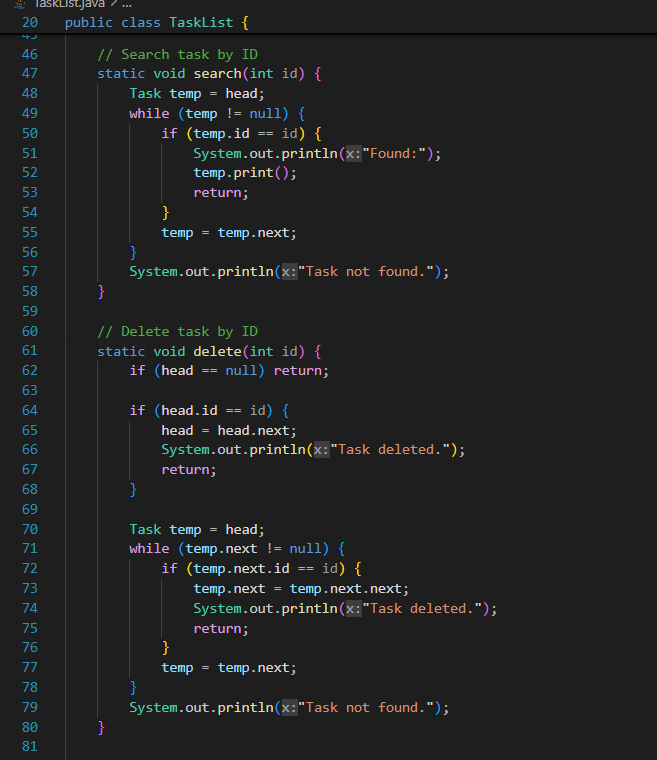 TaskList.java > ...
20 public class TaskList {
45
46 // Search task by ID
47 static void search(int id) {
48 Task temp = head;
49 while (temp != null) {
50 if (temp.id == id) {
51 System.out.println(x:"Found:");
52 temp.print();
53 return;
54 }
55 temp = temp.next;
56 }
57 System.out.println(x:"Task not found.");
58 }
59
60 // Delete task by ID
61 static void delete(int id) {
62 if (head == null) return;
63
64 if (head.id == id) {
65 head = head.next;
66 System.out.println(x:"Task deleted.");
67 return;
68 }
69
70 Task temp = head;
71 while (temp.next != null) {
72 if (temp.next.id == id) {
73 temp.next = temp.next.next;
74 System.out.println(x:"Task deleted.");
75 return;
76 }
77 temp = temp.next;
78 }
79 System.out.println(x:"Task not found.");
80 }
81